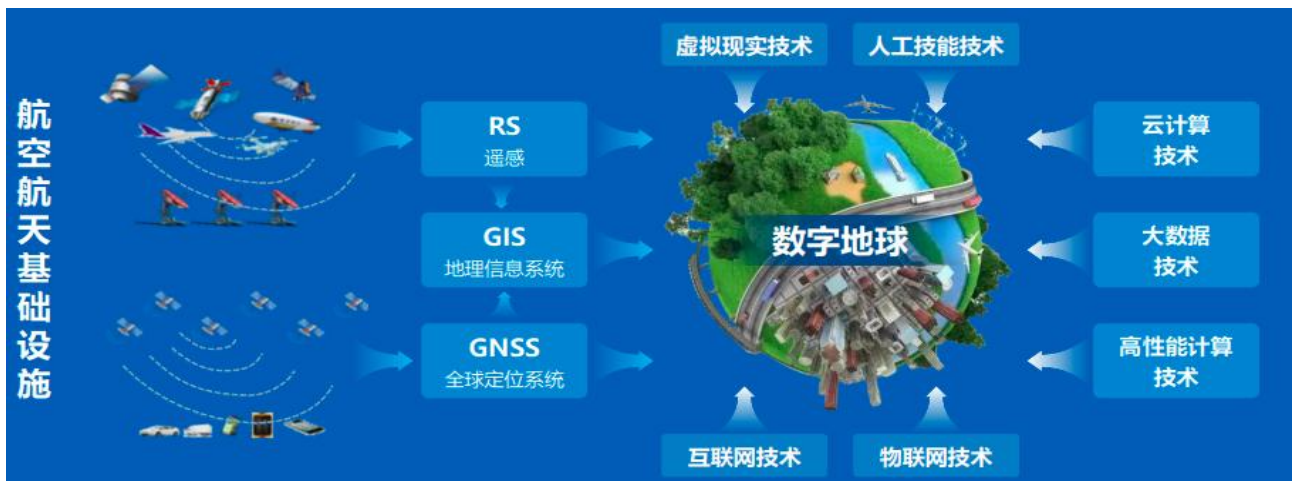 航空航天基础设施
虚拟现实技术
人工技能技术
RS
遥感
GIS
地理信息系统
GNSS
全球定位系统
数字地球
云计算
技术
大数据
技术
高性能计算
技术
互联网技术
物联网技术